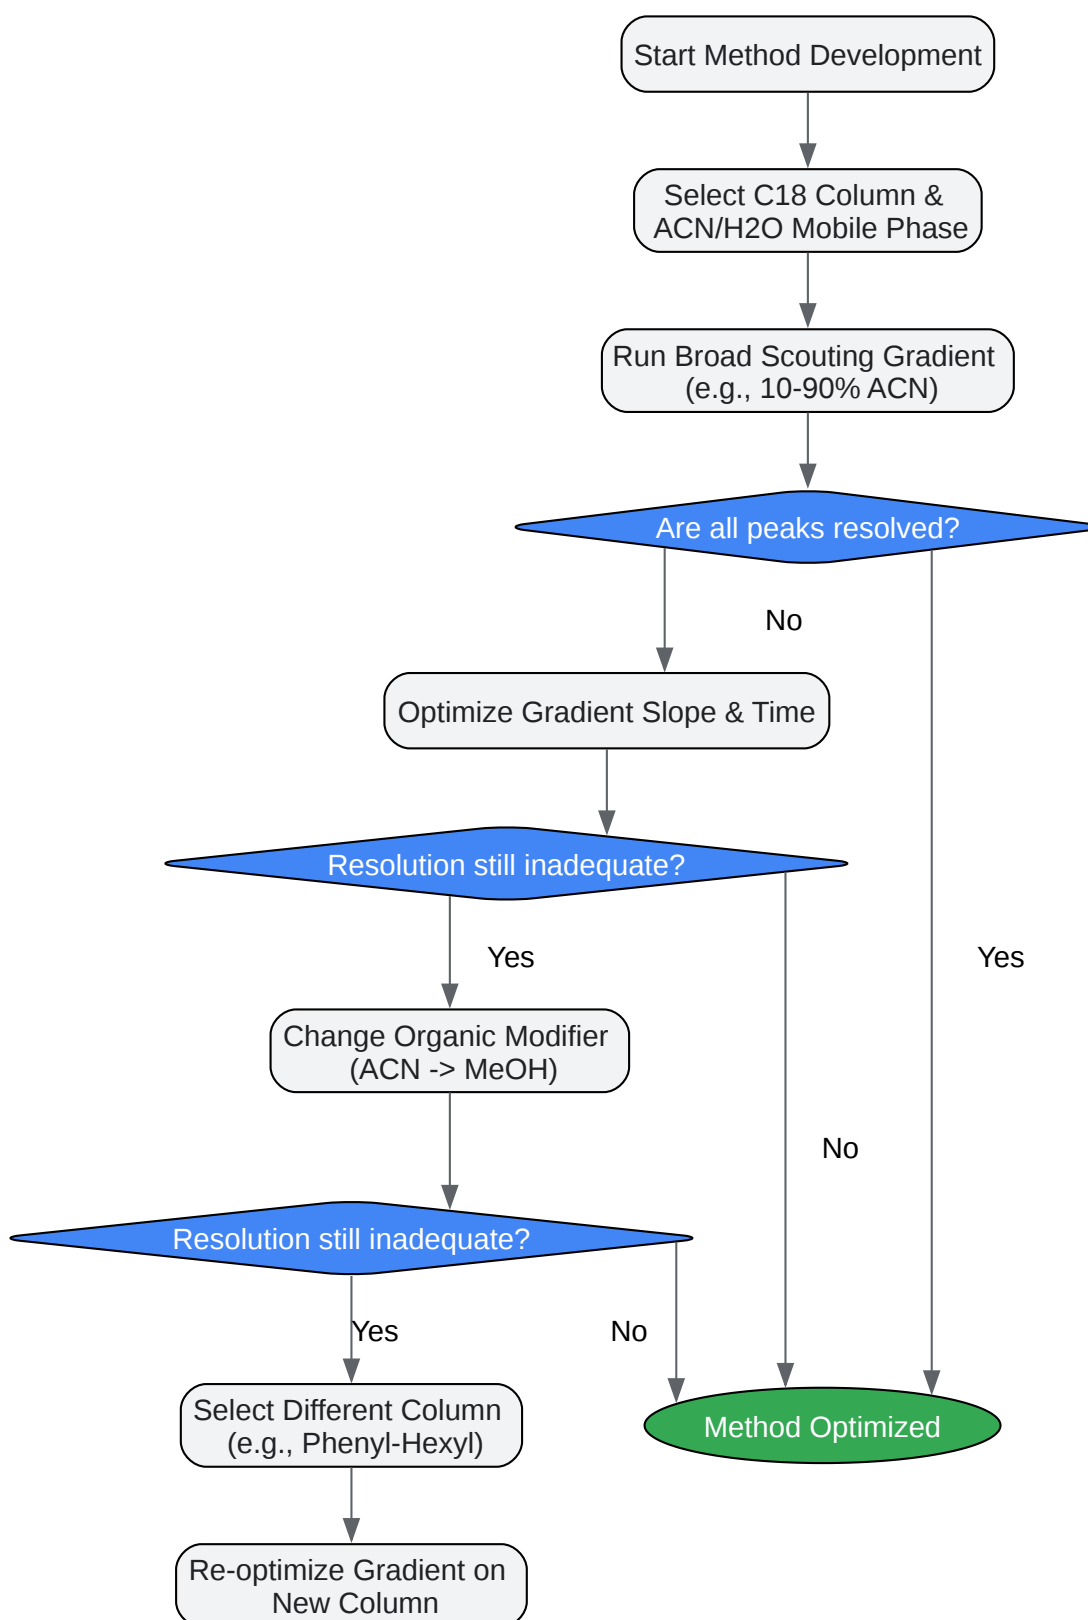 Start Method Development
Select C18 Column &
ACN/H2O Mobile Phase
Run Broad Scouting Gradient
(e.g., 10-90% ACN)
Are all peaks resolved?
No
Optimize Gradient Slope & Time
Resolution still inadequate?
Yes
Yes
Change Organic Modifier
(ACN -> MeOH)
No
Resolution still inadequate?
Yes
No
Select Different Column
(e.g., Phenyl-Hexyl)
Method Optimized
Re-optimize Gradient on
New Column